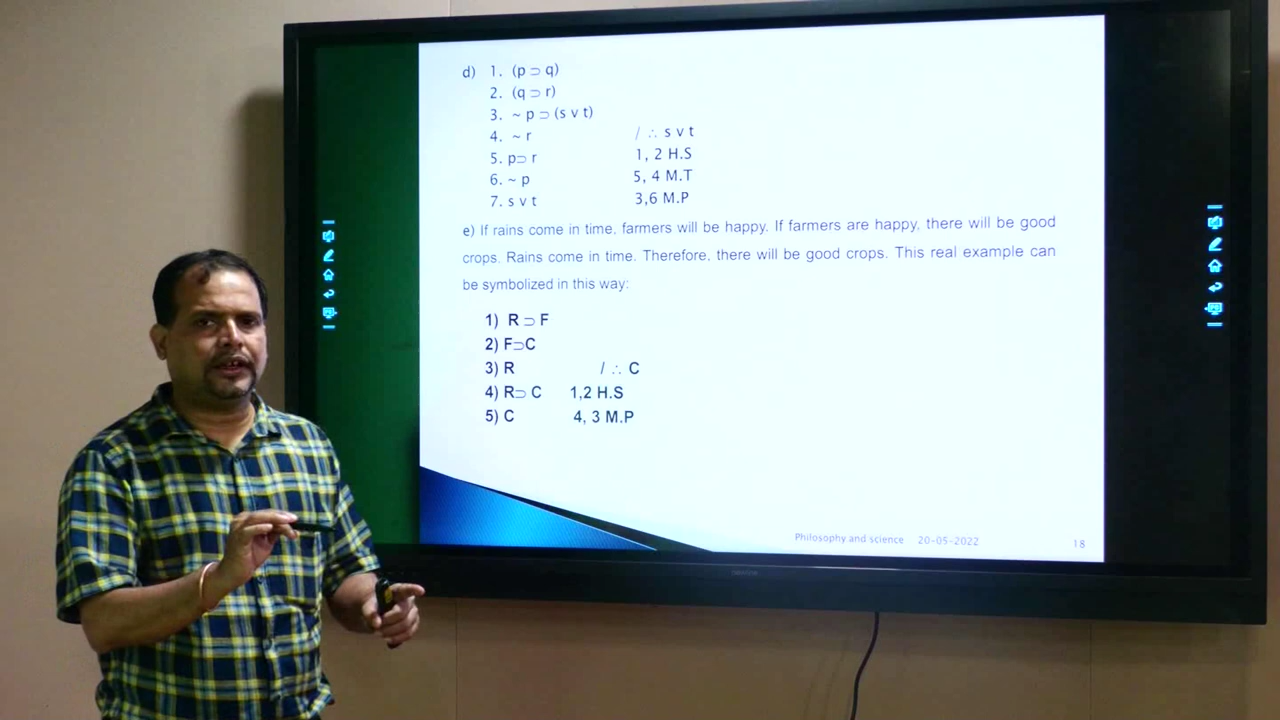 d) 1. (p ⊃ q)
2. (q ⊃ r)
3. ~ p ⊃ (s v t)
4. ~ r / ∴ s v t
5. p⊃ r 1, 2 H.S
6. ~ p 5, 4 M.T
7. s v t 3,6 M.P
e) If rains come in time, farmers will be happy. If farmers are happy, there will be good
crops. Rains come in time. Therefore, there will be good crops. This real example can
be symbolized in this way:
1) R ⊃ F
2) F⊃C
3) R / ∴ C
4) R⊃ C 1,2 H.S
5) C 4, 3 M.P
Philosophy and science 20-05-2022 18